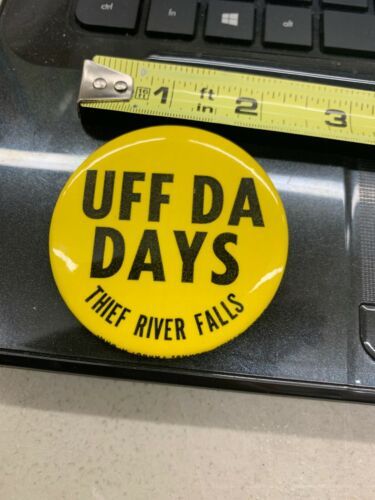 ctrl
fn
alt
1 ft in 2 3
UFF DA
DAYS
THIEF RIVER FALLS